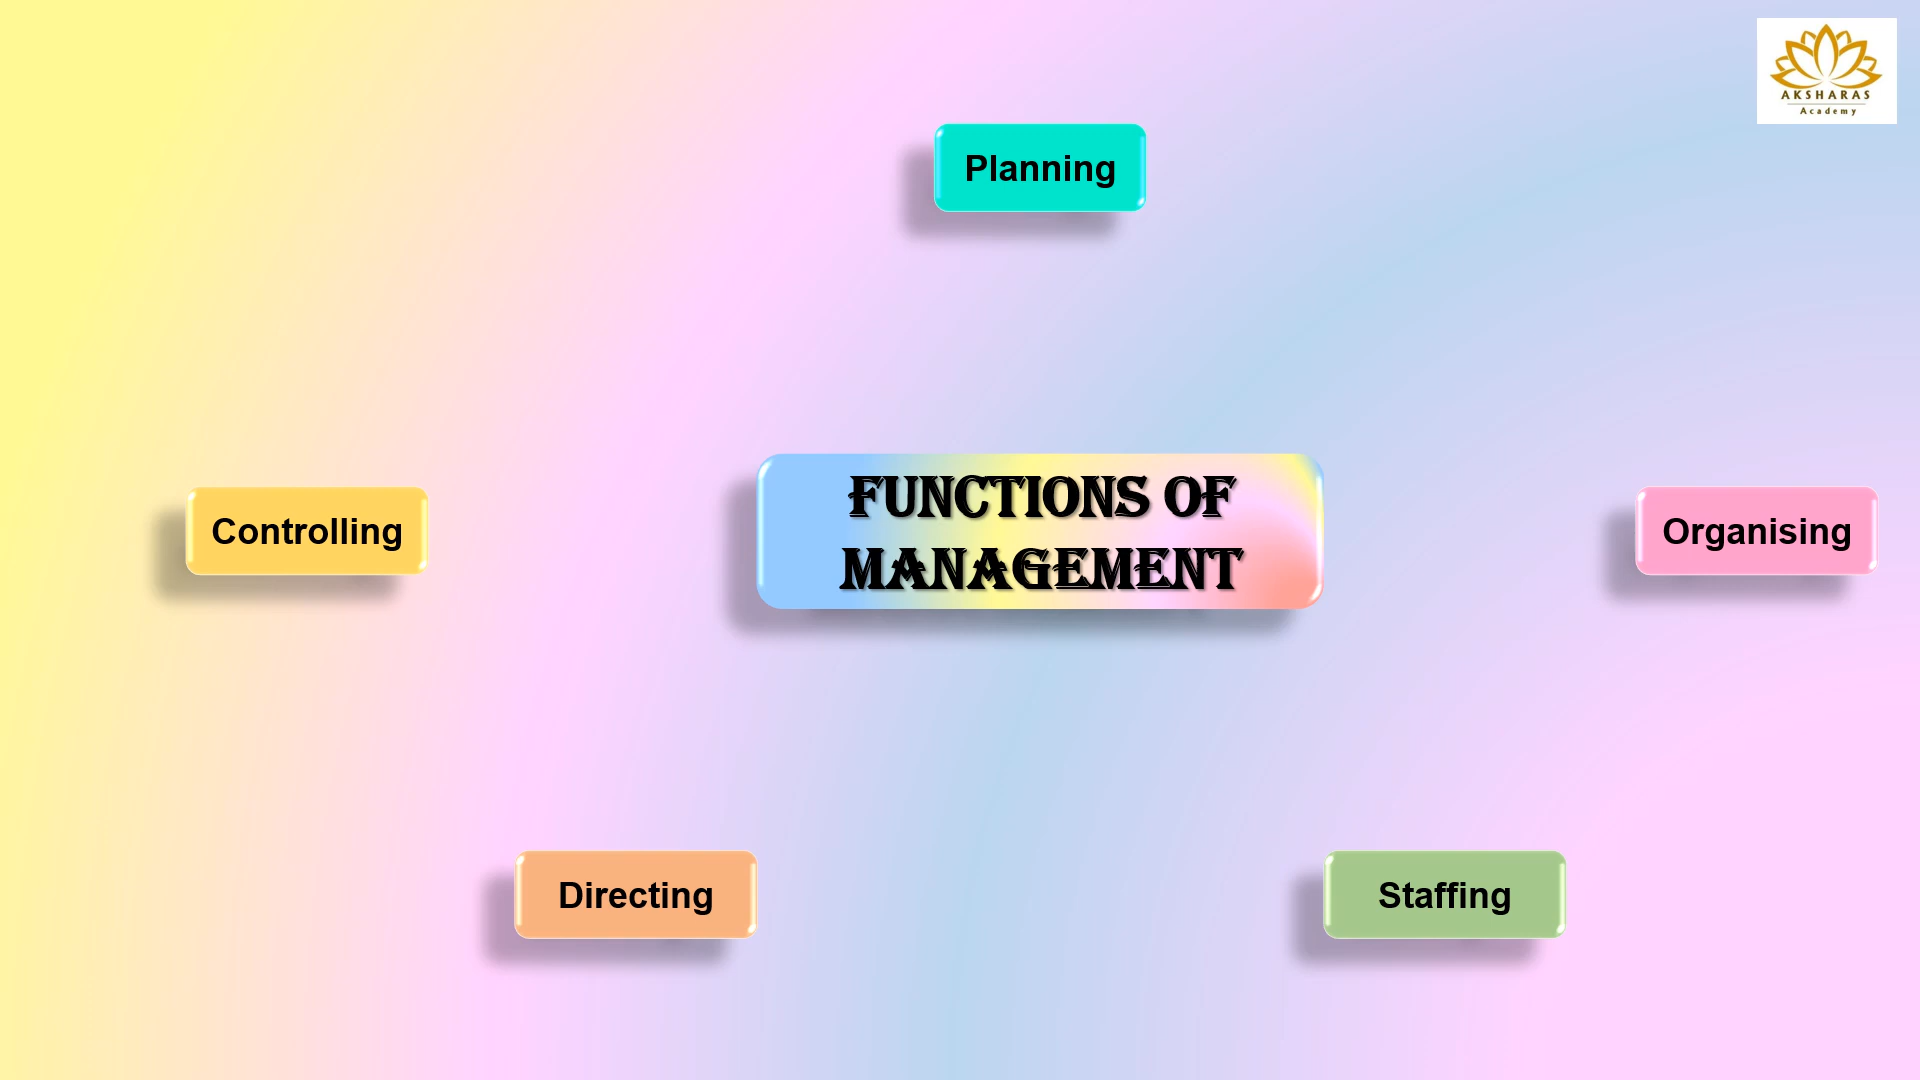 AKSHARAS
Academy
Planning
FUNCTIONS OF
MANAGEMENT
Controlling
Organising
Directing
Staffing